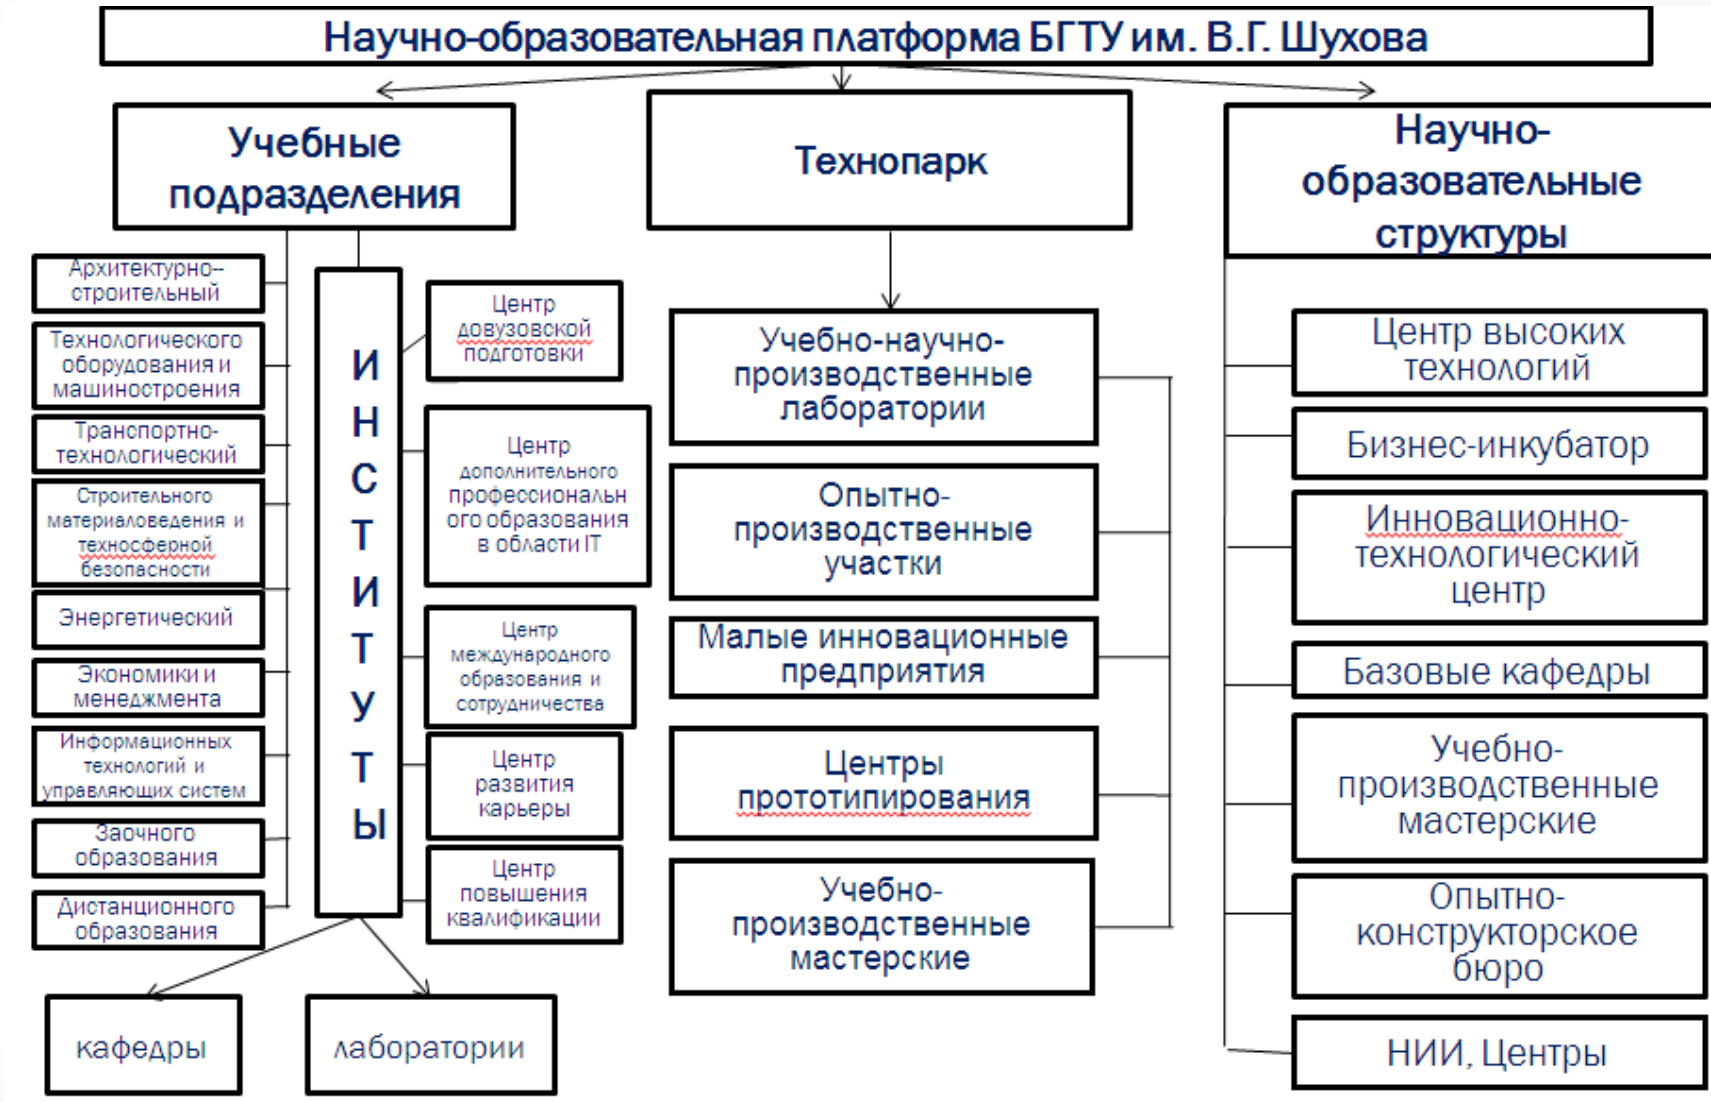 Научно-образовательная платформа БГТУ им. В.Г. Шухова
Учебные
подразделения
Архитектурно--
строительный
Технологического
оборудования и
машиностроения
Транспортно-
технологический
Строительного
материаловедения и
техносферной
безопасности
Энергетический
Экономики и
менеджмента
Информационных
технологий и
управляющих систем
Заочного
образования
Дистанционного
образования
И
Н
С
Т
И
Т
У
Т
Ы
Центр
довузовской
подготовки
Центр
дополнительного
профессиональн
ого образования
в области IT
Центр
международного
образования и
сотрудничества
Центр
развития
карьеры
Центр
повышения
квалификации
кафедры
лаборатории
Технопарк
Учебно-научно-
производственные
лаборатории
Опытно-
производственные
участки
Малые инновационные
предприятия
Центры
прототипирования
Учебно-
производственные
мастерские
Научно-
образовательные
структуры
Центр высоких
технологий
Бизнес-инкубатор
Инновационно-
технологический
центр
Базовые кафедры
Учебно-
производственные
мастерские
Опытно-
конструкторское
бюро
НИИ, Центры